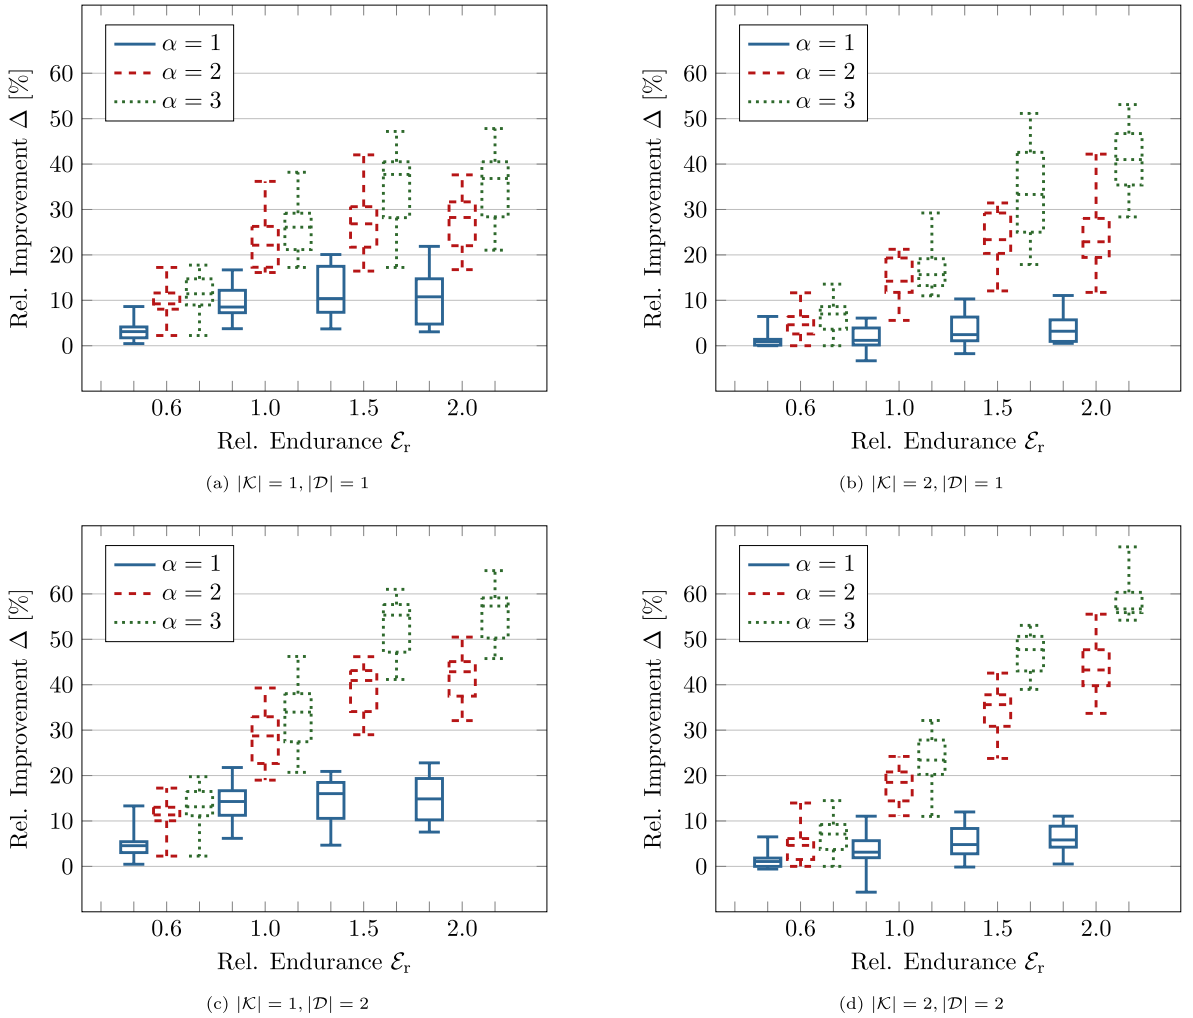 α = 1
α = 2
α = 3
Rel. Improvement Δ [%]
60
50
40
30
20
10
0
0.6 1.0 1.5 2.0
Rel. Endurance ℰr
(a) |𝒦| = 1, |𝒟| = 1
α = 1
α = 2
α = 3
Rel. Improvement Δ [%]
60
50
40
30
20
10
0
0.6 1.0 1.5 2.0
Rel. Endurance ℰr
(b) |𝒦| = 2, |𝒟| = 1
α = 1
α = 2
α = 3
Rel. Improvement Δ [%]
60
50
40
30
20
10
0
0.6 1.0 1.5 2.0
Rel. Endurance ℰr
(c) |𝒦| = 1, |𝒟| = 2
α = 1
α = 2
α = 3
Rel. Improvement Δ [%]
60
50
40
30
20
10
0
0.6 1.0 1.5 2.0
Rel. Endurance ℰr
(d) |𝒦| = 2, |𝒟| = 2